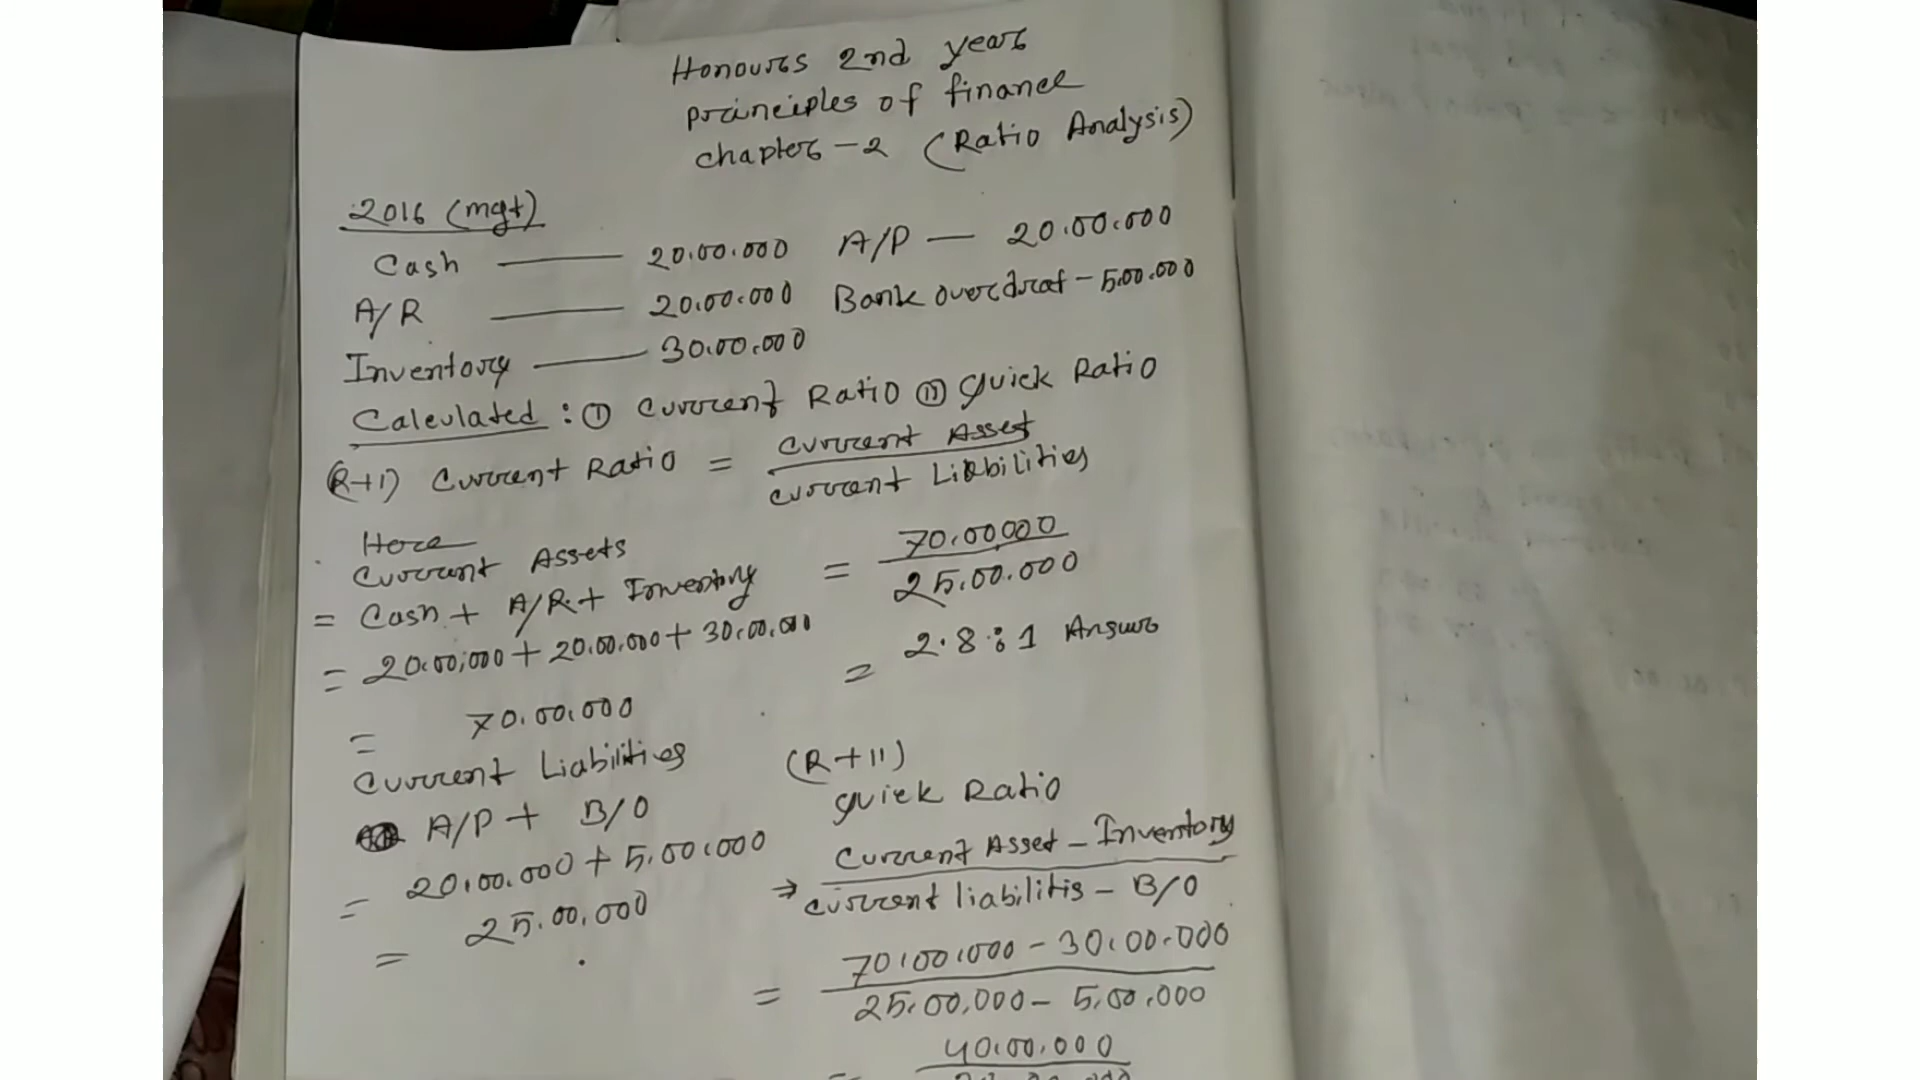 Honours 2nd year
principles of finance
chapter - 2 (Ratio Analysis)
2016 (mgt)
Cash — 20,00,000 A/P — 20,00,000
A/R — 20,00,000 Bank overdraf - 5,00,000
Inventory — 30,00,000
Calculated : ① Current Ratio ② quick Ratio
(R+1) Current Ratio = Current Asset
Current Liabilities
Here
Current Assets
= Cash + A/R + Inventory
= 20,00,000 + 20,00,000 + 30,00,000
= 70,00,000
= 70,00000
25,00,000
= 2.8 : 1 Answer
Current Liabilities
A/P + B/O
= 20,00,000 + 5,00,000
= 25,00,000
(R+11)
quick Ratio
→ Current Asset - Inventory
current liabilitis - B/O
= 70,00,000 - 30,00,000
25,00,000 - 5,00,000
= 40,00,000